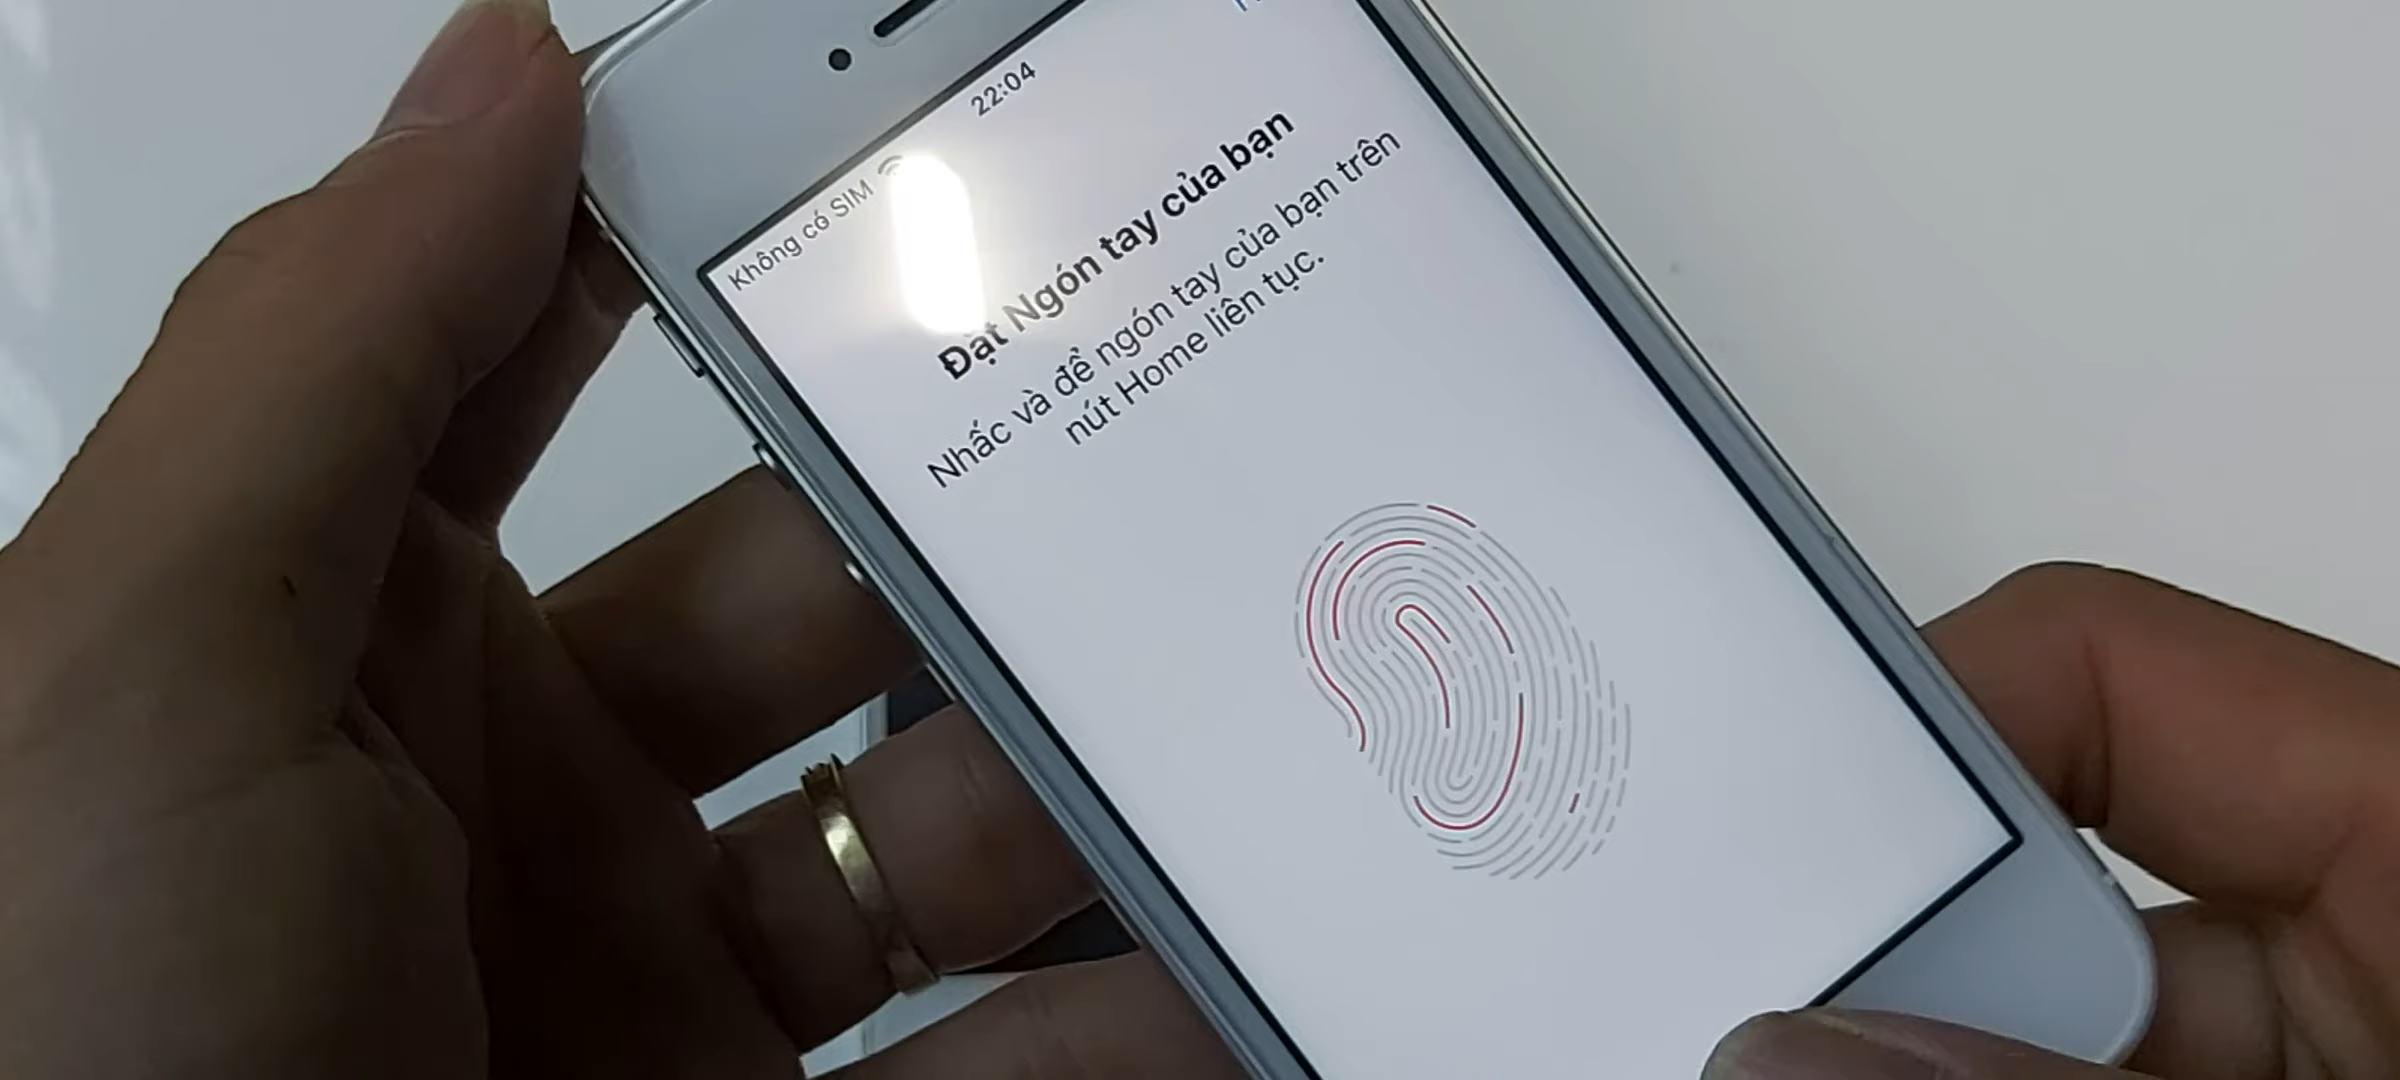 Không có SIM
22:04
Đặt Ngón tay của bạn
Nhấc và để ngón tay của bạn trên
nút Home liên tục.